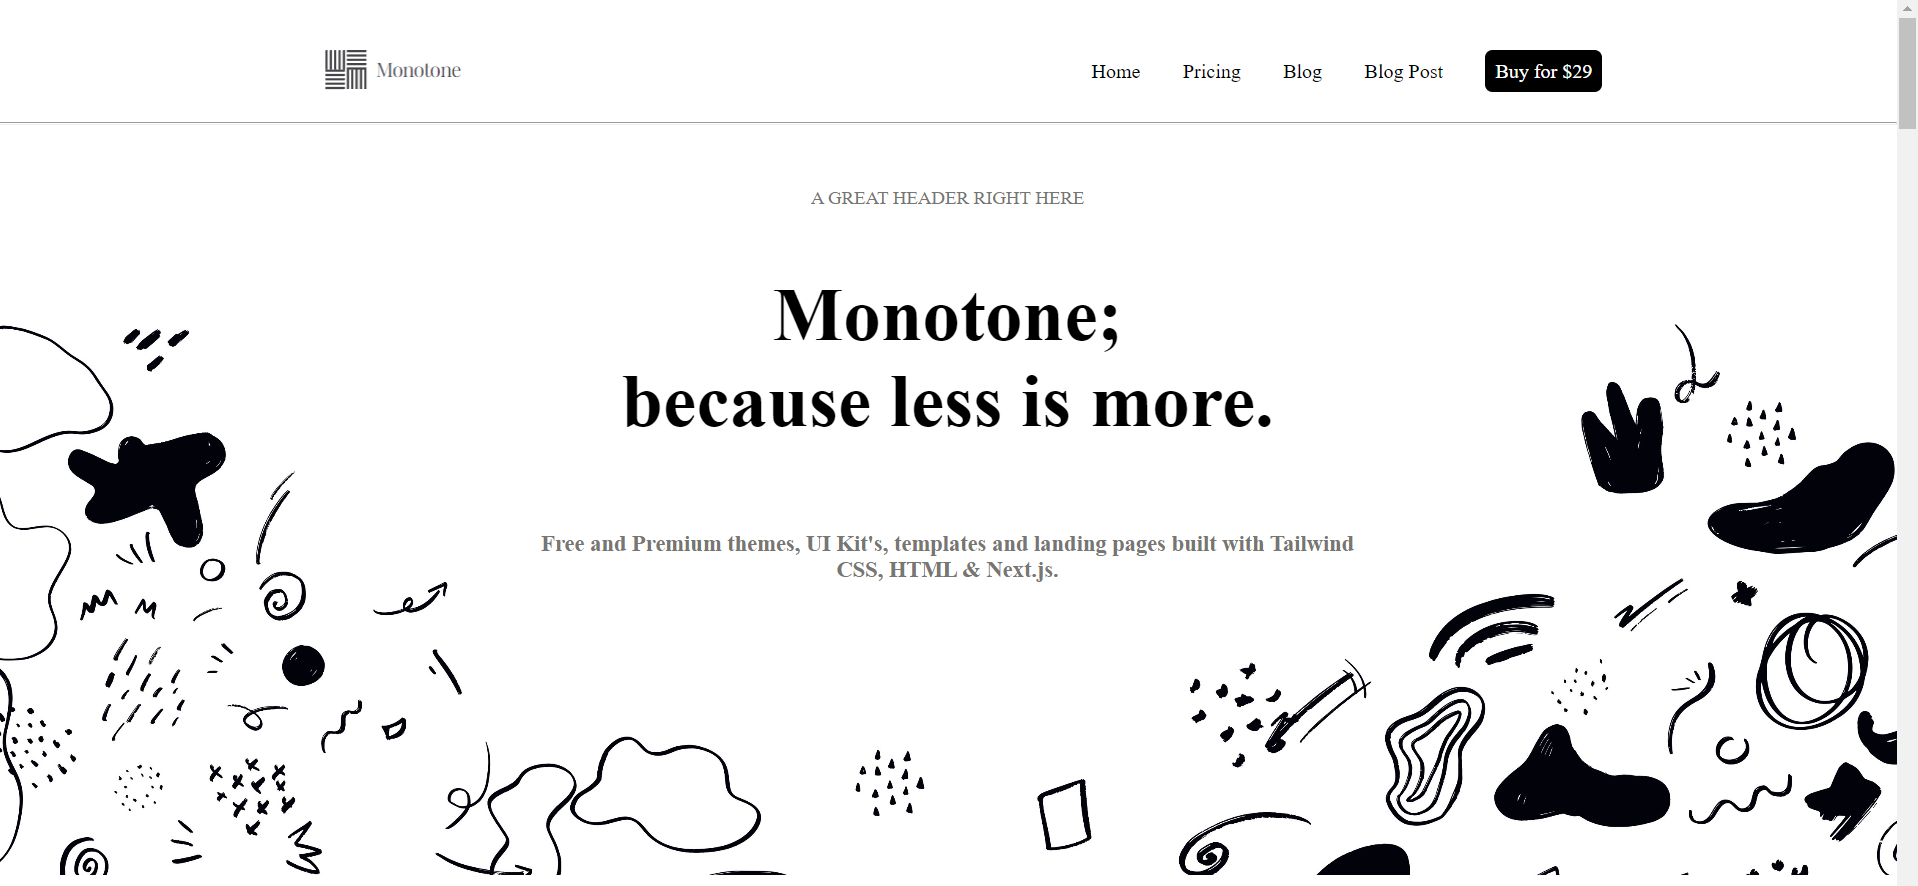 Monotone
Home
Pricing
Blog
Blog Post
Buy for $29
A GREAT HEADER RIGHT HERE
Monotone;
because less is more.
Free and Premium themes, UI Kit's, templates and landing pages built with Tailwind
CSS, HTML & Next.js.